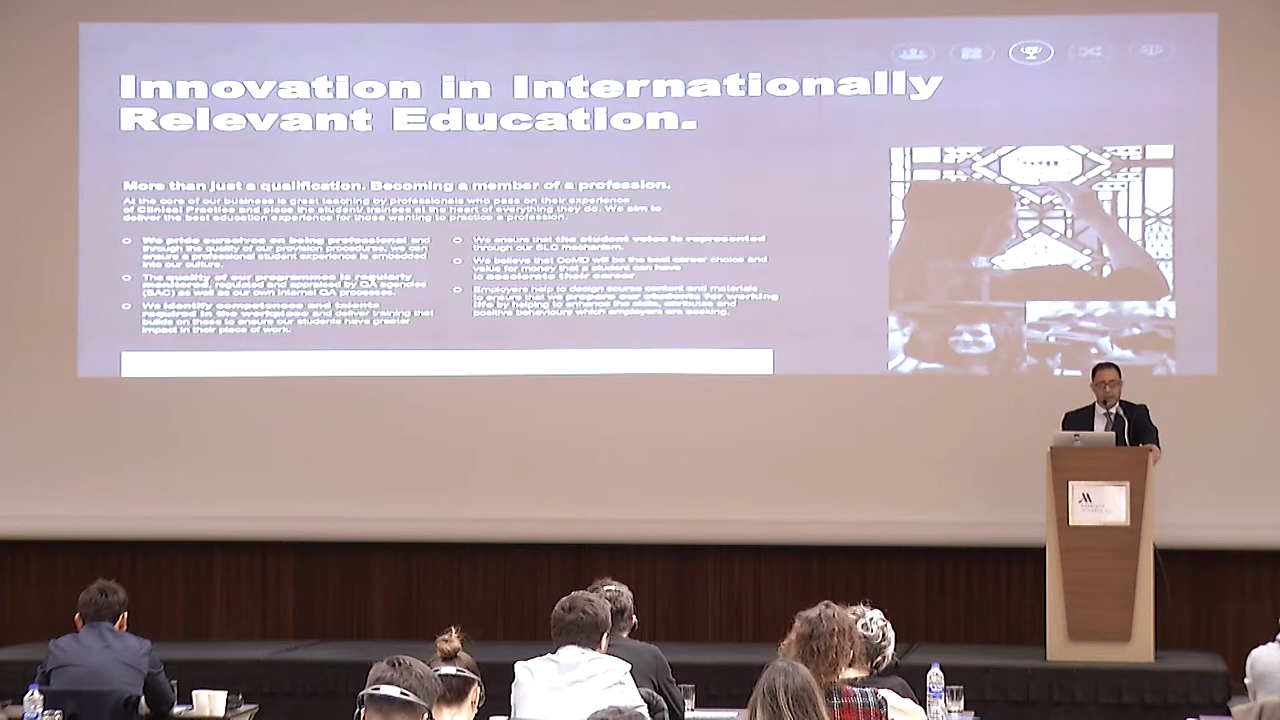 Innovation in Internationally
Relevant Education.
More than just a qualification. Becoming a member of a profession.
At the core of our business is great teaching by professionals who pass on their experience
of Clinical Practise and place the student/ trainees at the heart of everything they do. We aim to
deliver the best education experience for those wanting to practice a profession.
We pride ourselves on being professional and
through the quality of our provision procedures, we can
ensure a professional student experience is embedded
into our culture.
The quality of our programmes is regularly
monitored, regulated and approved by QA agencies
(EAC) as well as our own internal QA processes.
We identify competencies and talents
required in the workplace and deliver training that
builds on these to ensure our students have greater
impact in their place of work.
We ensure that the student voice is represented
through our SLC mechanism.
We believe that CoMD will be the best career choice and
value for money that a student can have
to accelerate their career
Employers help to design course content and materials
to ensure that we prepare our students for working
life by helping to
positive behaviours which employers are seeking.